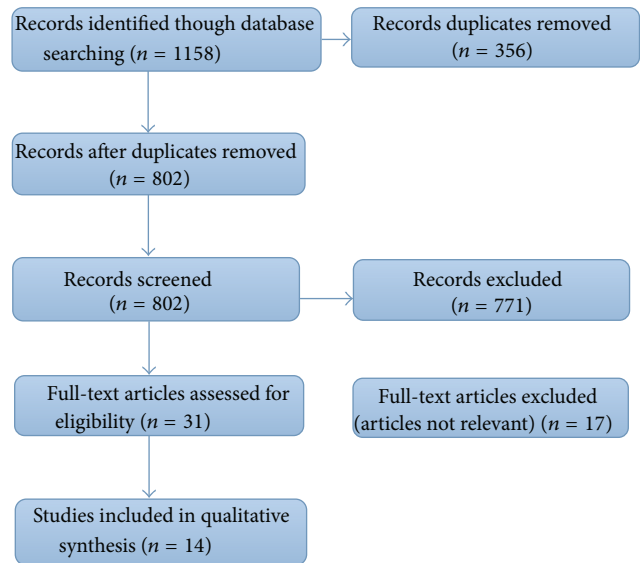 Records identified though database
searching (n = 1158)
Records duplicates removed
(n = 356)
Records after duplicates removed
(n = 802)
Records screened
(n = 802)
Records excluded
(n = 771)
Full-text articles assessed for
eligibility (n = 31)
Full-text articles excluded
(articles not relevant) (n = 17)
Studies included in qualitative
synthesis (n = 14)